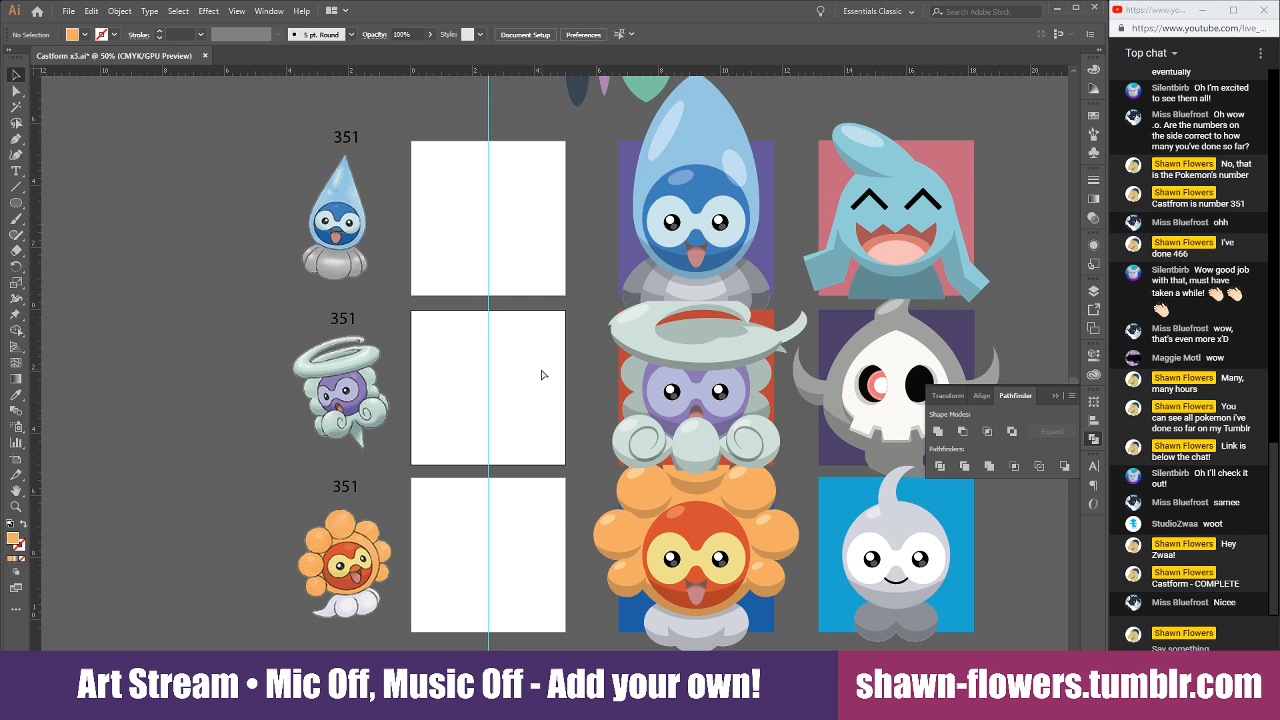 Ai
File Edit Object Type Select Effect View Window Help
Essentials Classic
Search Adobe Stock
No Selection
Stroke:
5 pt. Round
Opacity: 100%
Style:
Document Setup
Preferences
Castform x3.ai* @ 50% (CMYK/GPU Preview)
351
351
351
Transform Align Pathfinder
Shape Modes:
Expand
Pathfinders:
https://www.yo...
https://www.youtube.com/live_...
Top chat
eventually
Silentbirb Oh I'm excited
to see them all!
Miss Bluefrost Oh wow
.o. Are the numbers on
the side correct to how
many you've done so far?
Shawn Flowers No, that
is the Pokemon's number
Shawn Flowers
Castfrom is number 351
Miss Bluefrost ohh
Shawn Flowers I've
done 466
Silentbirb Wow good job
with that, must have
taken a while!
Miss Bluefrost wow,
that's even more x'D
Maggie Motl wow
Shawn Flowers Many,
many hours
Shawn Flowers You
can see all pokemon i've
done so far on my Tumblr
Shawn Flowers Link is
below the chat!
Silentbirb Oh I'll check it
out!
Miss Bluefrost samee
StudioZwaa woot
Shawn Flowers Hey
Zwaa!
Shawn Flowers
Castform - COMPLETE
Miss Bluefrost Nicee
Shawn Flowers
Say something...
Art Stream • Mic Off, Music Off - Add your own!
shawn-flowers.tumblr.com